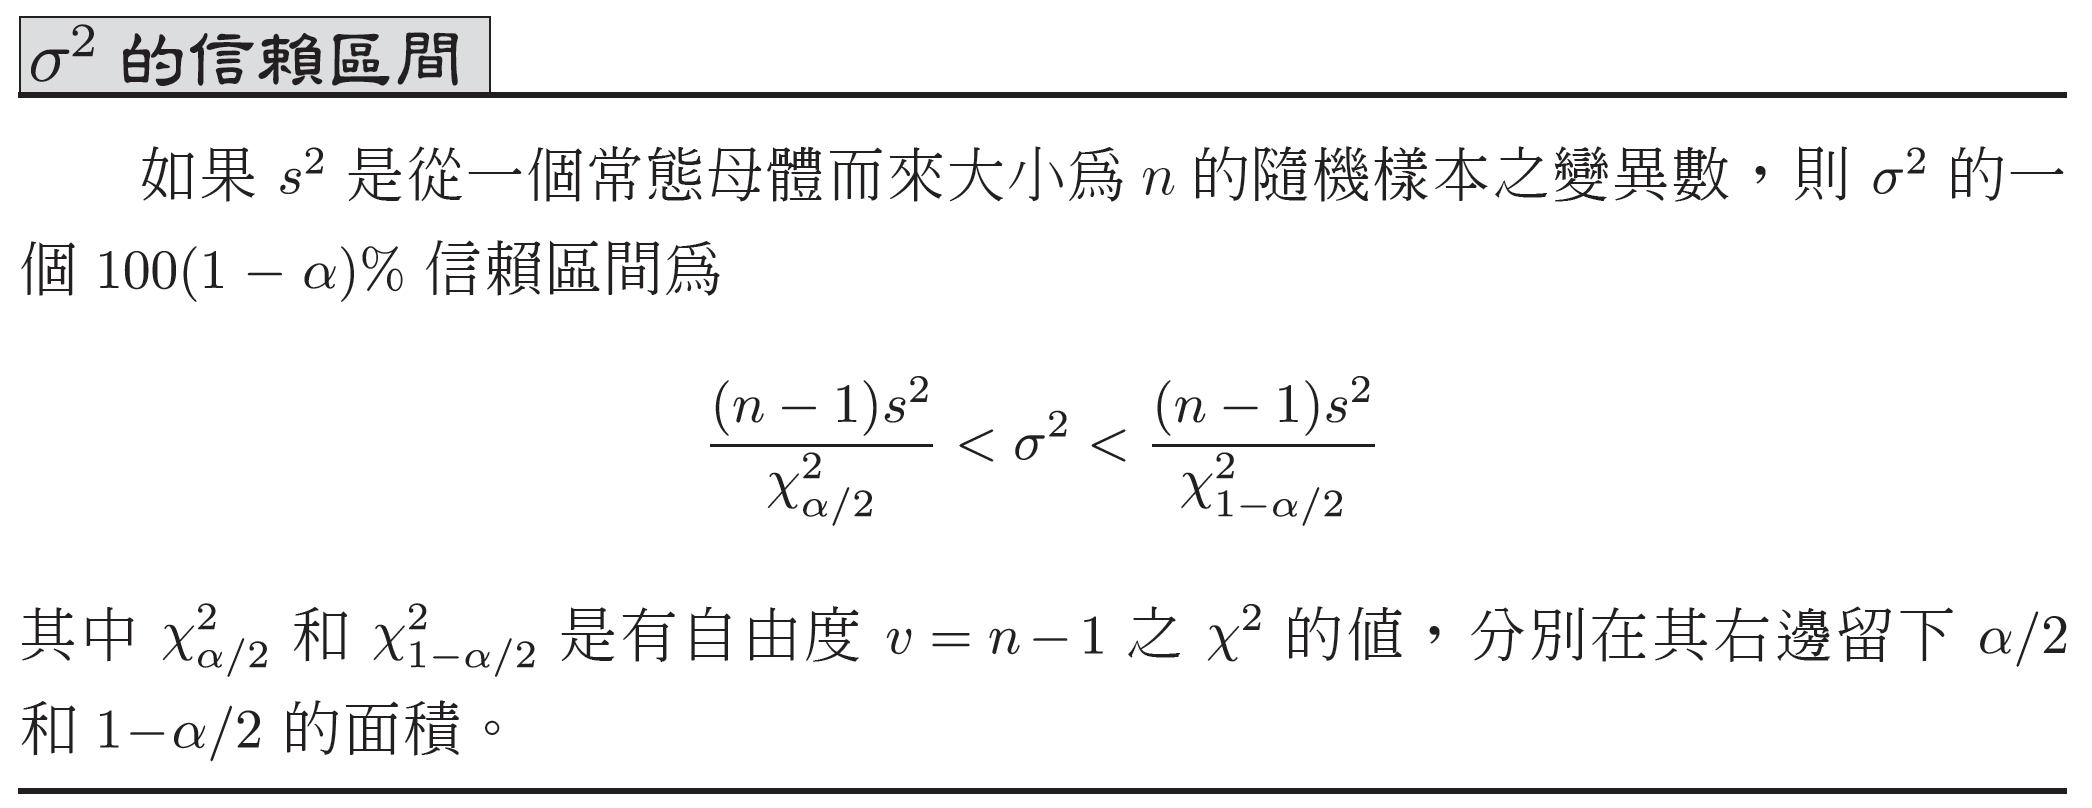 σ² 的信賴區間
如果 s² 是從一個常態母體而來大小爲 n 的隨機樣本之變異數，則 σ² 的一
個 100(1 − α)% 信賴區間爲
\frac{(n − 1)s²}{χ²_{α/2}} < σ² < \frac{(n − 1)s²}{χ²_{1−α/2}}
其中 χ²_{α/2} 和 χ²_{1−α/2} 是有自由度 v = n − 1 之 χ² 的値，分別在其右邊留下 α/2
和 1−α/2 的面積。